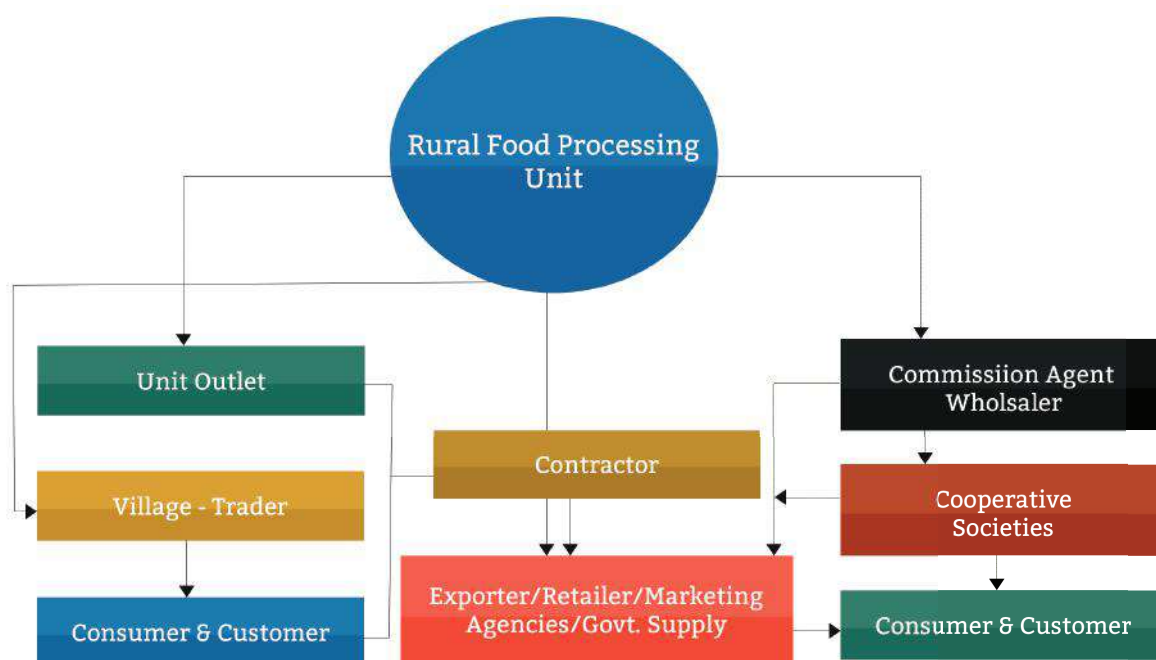 Rural Food Processing
Unit
Unit Outlet
Commissiion Agent
Wholsaler
Contractor
Village - Trader
Cooperative
Societies
Exporter/Retailer/Marketing
Agencies/Govt. Supply
Consumer & Customer
Consumer & Customer